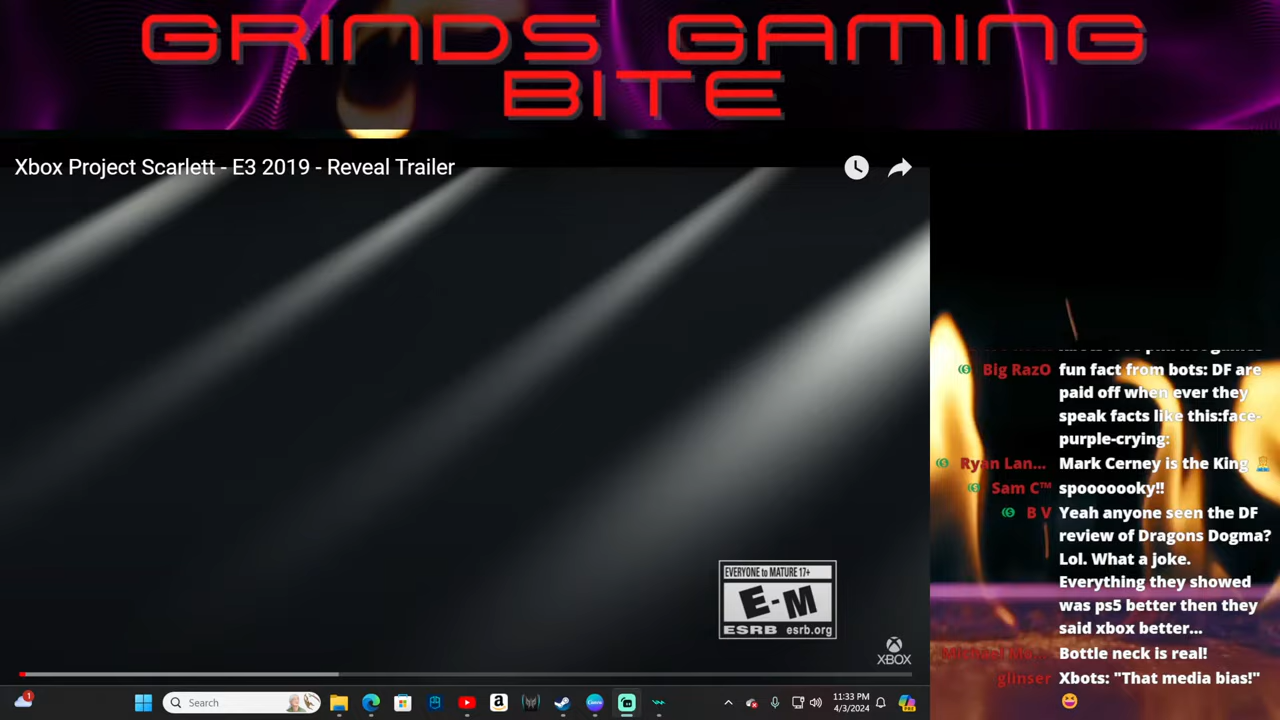 GRINDS GAMING
BITE
Xbox Project Scarlett - E3 2019 - Reveal Trailer
Big RazO fun fact from bots: DF are
paid off when ever they
speak facts like this:face-
purple-crying:
Ryan Lan... Mark Cerney is the King
Sam C™ spooooooky!!
B V Yeah anyone seen the DF
review of Dragons Dogma?
Lol. What a joke.
Everything they showed
was ps5 better then they
said xbox better...
Bottle neck is real!
glinser Xbots: "That media bias!"
EVERYONE to MATURE 17+
E-M
ESRB esrb.org
XBOX
1
Search
11:33 PM
4/3/2024